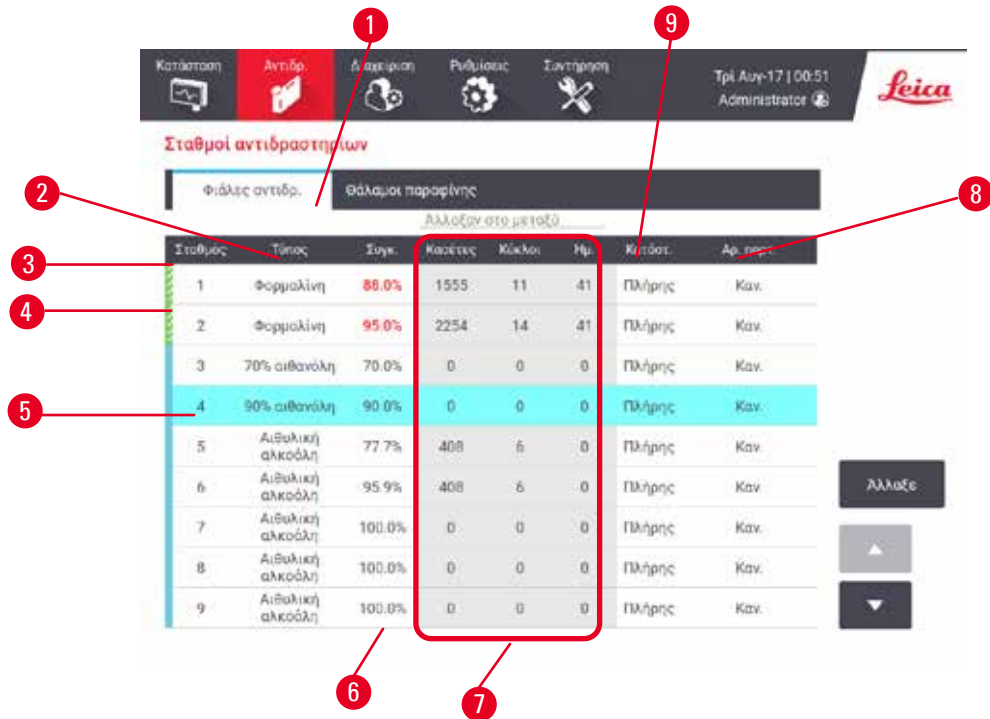 1
9
Κατάσταση Αντιδρ. Διαχείριση Ρυθμίσεις Συντήρηση
Τρί Αυγ-17 | 00:51
Administrator
Leica
Σταθμοί αντιδραστηρίων
Φιάλες αντιδρ. Θάλαμοι παραφίνης
2
8
Άλλαξαν στο μεταξύ
Σταθμός Τύπος Συγκ. Κασέτες Κύκλοι Ημ. Κατάστ. Αρ. παρτ.
3
1 Φορμαλίνη 88.0% 1555 11 41 Πλήρης Καν.
4
2 Φορμαλίνη 95.0% 2254 14 41 Πλήρης Καν.
3 70% αιθανόλη 70.0% 0 0 0 Πλήρης Καν.
5
4 90% αιθανόλη 90.0% 0 0 0 Πλήρης Καν.
5 Αιθυλική αλκοόλη 77.7% 408 6 0 Πλήρης Καν.
6 Αιθυλική αλκοόλη 95.9% 408 6 0 Πλήρης Καν.
Άλλαξε
7 Αιθυλική αλκοόλη 100.0% 0 0 0 Πλήρης Καν.
8 Αιθυλική αλκοόλη 100.0% 0 0 0 Πλήρης Καν.
9 Αιθυλική αλκοόλη 100.0% 0 0 0 Πλήρης Καν.
6
7